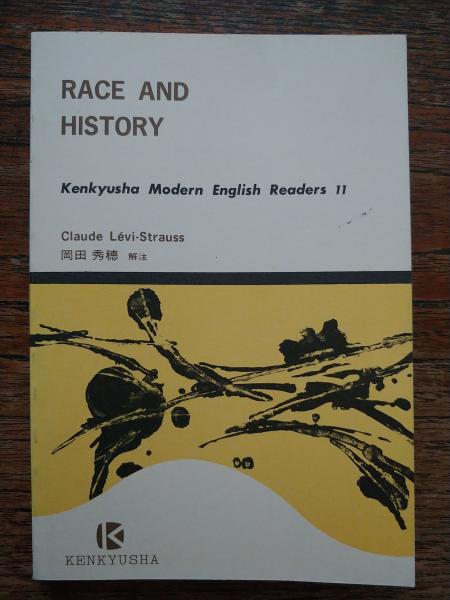 RACE AND
HISTORY
Kenkyusha Modern English Readers 11
Claude Lévi-Strauss
岡田 秀穂 解注
K
KENKYUSHA